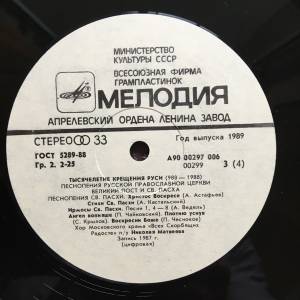 МИНИСТЕРСТВО
КУЛЬТУРЫ СССР
ВСЕСОЮЗНАЯ ФИРМА
ГРАМПЛАСТИНОК
МЕЛОДИЯ
АПРЕЛЕВСКИЙ ОРДЕНА ЛЕНИНА ЗАВОД
СТЕРЕО 33
Год выпуска 1989
ГОСТ 5289-88
А90 00297 006
Гр. 2. 2-25
00299
3 (4)
ТЫСЯЧЕЛЕТИЕ КРЕЩЕНИЯ РУСИ (988 — 1988)
ПЕСНОПЕНИЯ РУССКОЙ ПРАВОСЛАВНОЙ ЦЕРКВИ
ВЕЛИКИЙ ПОСТ И СВ. ПАСХА
ПЕСНОПЕНИЯ СВ. ПАСХИ. Христос Воскресе (А. Астафьев)
Стихи Св. Пасхи (А. Кастальский)
Ирмосы Св. Пасхи. Песни 1, 4 — 8 (А. Ведель)
Ангел вопияше (П. Чайковский). Плотию уснув
(С. Крылов). Воскресни Боже (П. Чесноков)
Хор Московского храма «Всех Скорбящих
Радость» п/у Николая Матвеева
Запись 1987 г.
(цифровая)